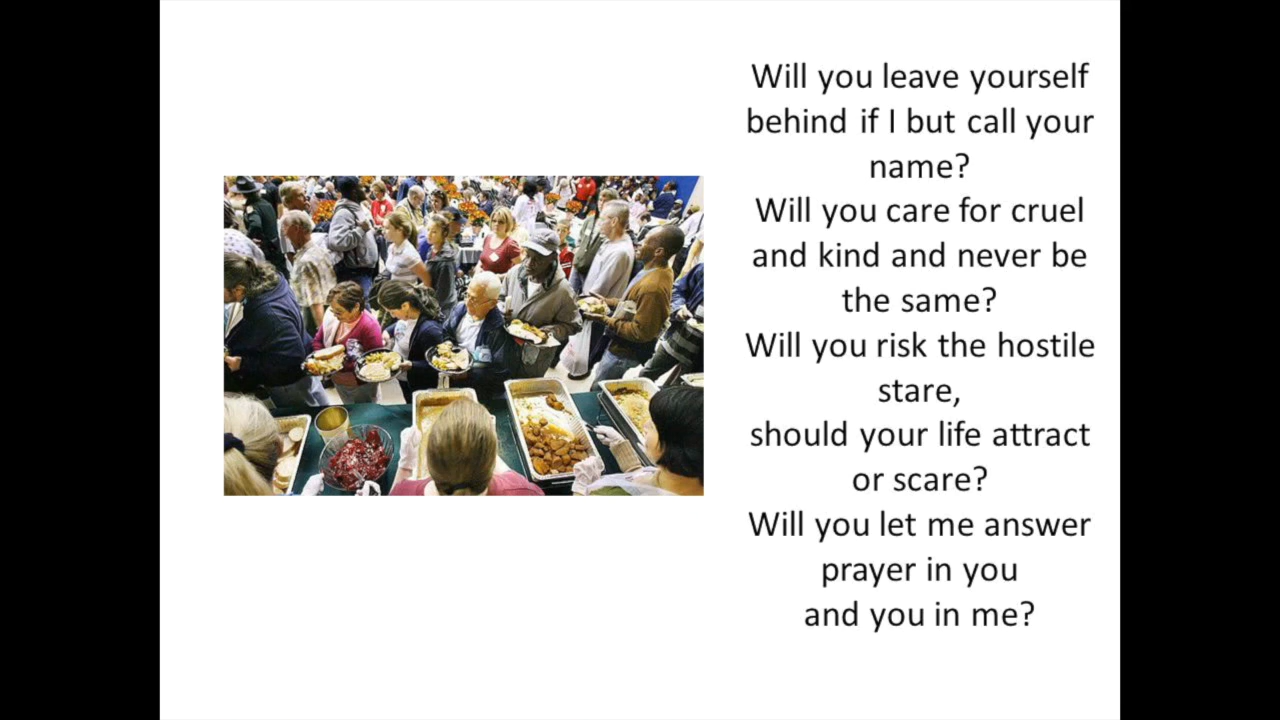 Will you leave yourself
behind if I but call your
name?
Will you care for cruel
and kind and never be
the same?
Will you risk the hostile
stare,
should your life attract
or scare?
Will you let me answer
prayer in you
and you in me?